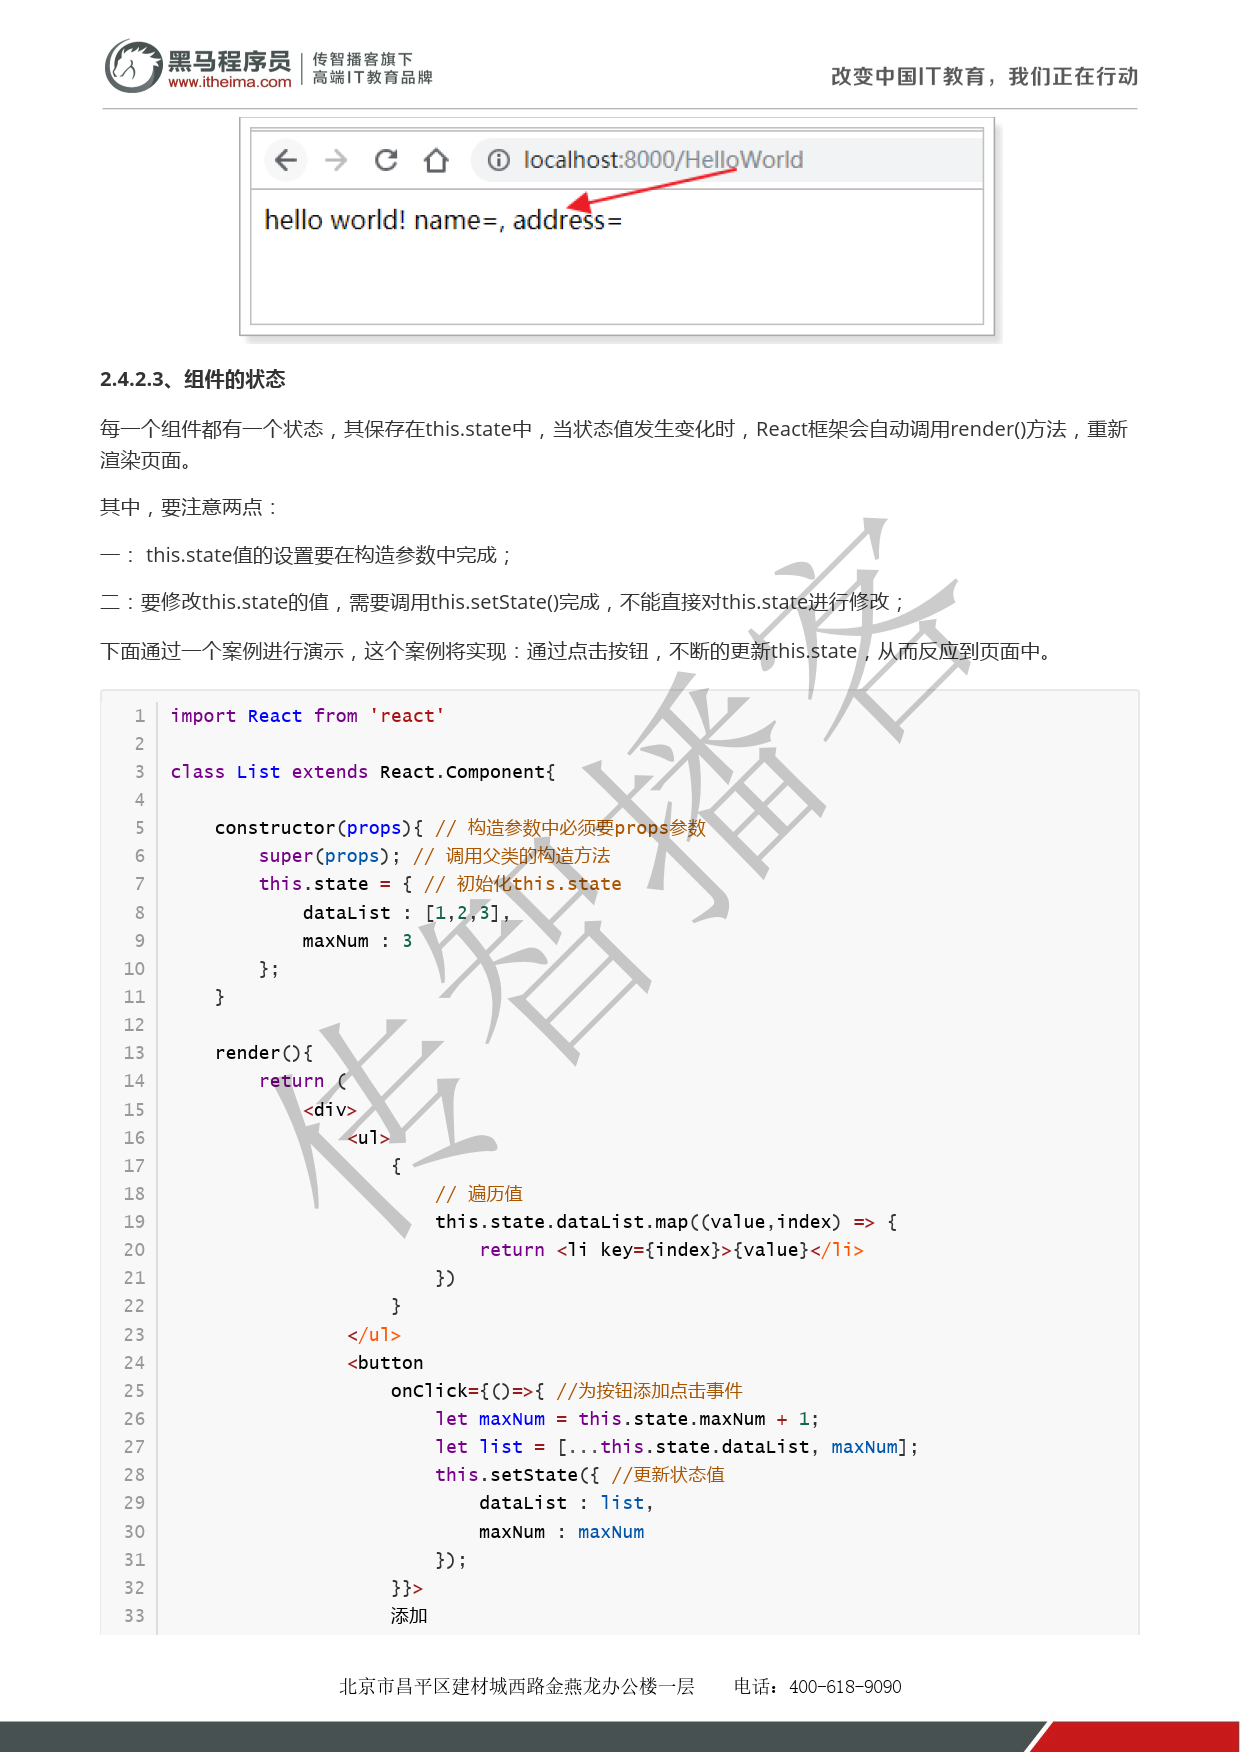 黑马程序员
www.itheima.com
传智播客旗下
高端IT教育品牌
改变中国IT教育，我们正在行动
localhost:8000/HelloWorld
hello world! name=, address=
2.4.2.3、组件的状态
每一个组件都有一个状态，其保存在this.state中，当状态值发生变化时，React框架会自动调用render()方法，重新
渲染页面。
其中，要注意两点：
一： this.state值的设置要在构造参数中完成；
二：要修改this.state的值，需要调用this.setState()完成，不能直接对this.state进行修改；
下面通过一个案例进行演示，这个案例将实现：通过点击按钮，不断的更新this.state，从而反应到页面中。
1 import React from 'react'
2
3 class List extends React.Component{
4
5     constructor(props){ // 构造参数中必须要props参数
6         super(props); // 调用父类的构造方法
7         this.state = { // 初始化this.state
8             dataList : [1,2,3],
9             maxNum : 3
10         };
11     }
12
13     render(){
14         return (
15             <div>
16                 <ul>
17                     {
18                         // 遍历值
19                         this.state.dataList.map((value,index) => {
20                             return <li key={index}>{value}</li>
21                         })
22                     }
23                 </ul>
24                 <button
25                     onClick={()=>{ //为按钮添加点击事件
26                         let maxNum = this.state.maxNum + 1;
27                         let list = [...this.state.dataList, maxNum];
28                         this.setState({ //更新状态值
29                             dataList : list,
30                             maxNum : maxNum
31                         });
32                     }}>
33                     添加
传智播客
北京市昌平区建材城西路金燕龙办公楼一层 电话：400-618-9090